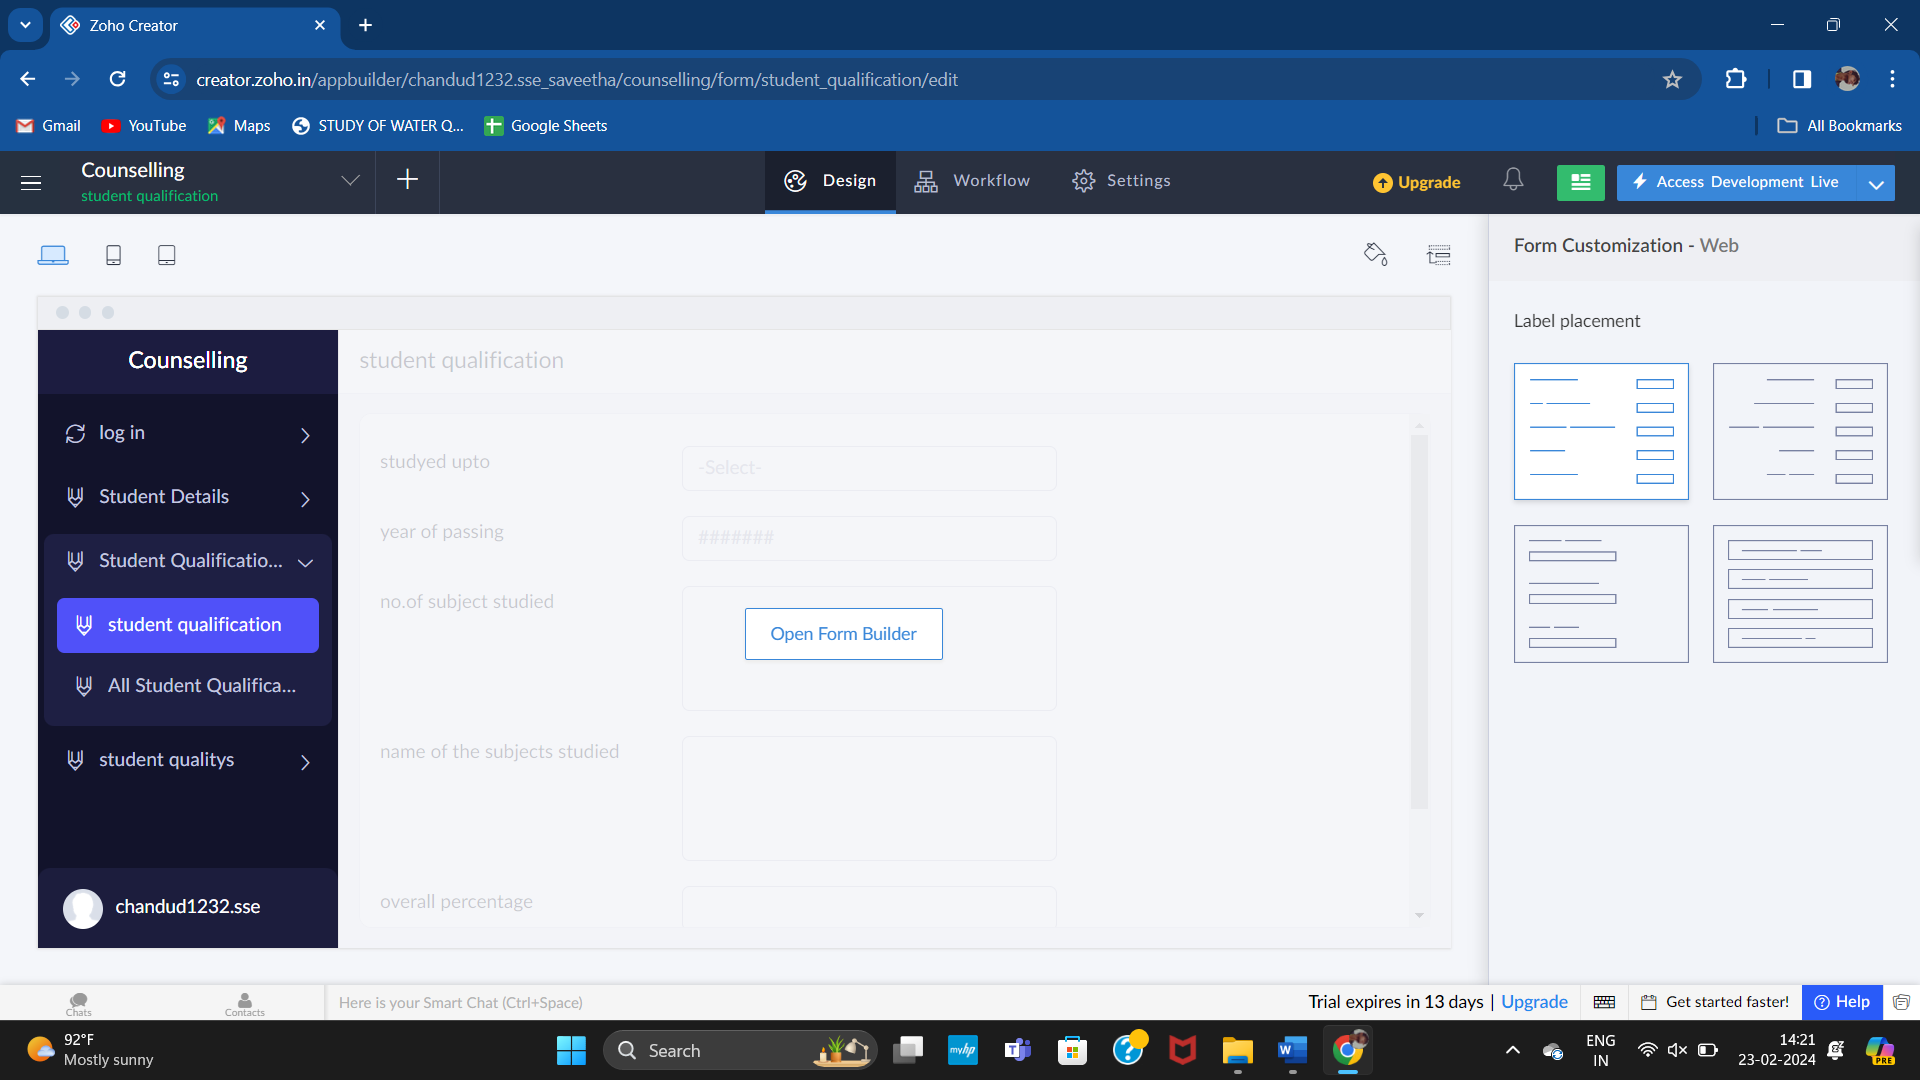 Zoho Creator
creator.zoho.in/appbuilder/chandud1232.sse_saveetha/counselling/form/student_qualification/edit
Gmail
YouTube
Maps
STUDY OF WATER Q...
Google Sheets
All Bookmarks
Counselling
student qualification
Design
Workflow
Settings
Upgrade
Access Development Live
Form Customization - Web
Label placement
Counselling
log in
Student Details
Student Qualificatio...
student qualification
All Student Qualifica...
student qualitys
chandud1232.sse
student qualification
studyed upto
-Select-
year of passing
#######
no.of subject studied
Open Form Builder
name of the subjects studied
overall percentage
Chats
Contacts
Here is your Smart Chat (Ctrl+Space)
Trial expires in 13 days | Upgrade
Get started faster!
Help
92°F
Mostly sunny
Search
myhp
ENG
IN
14:21
23-02-2024
PRE